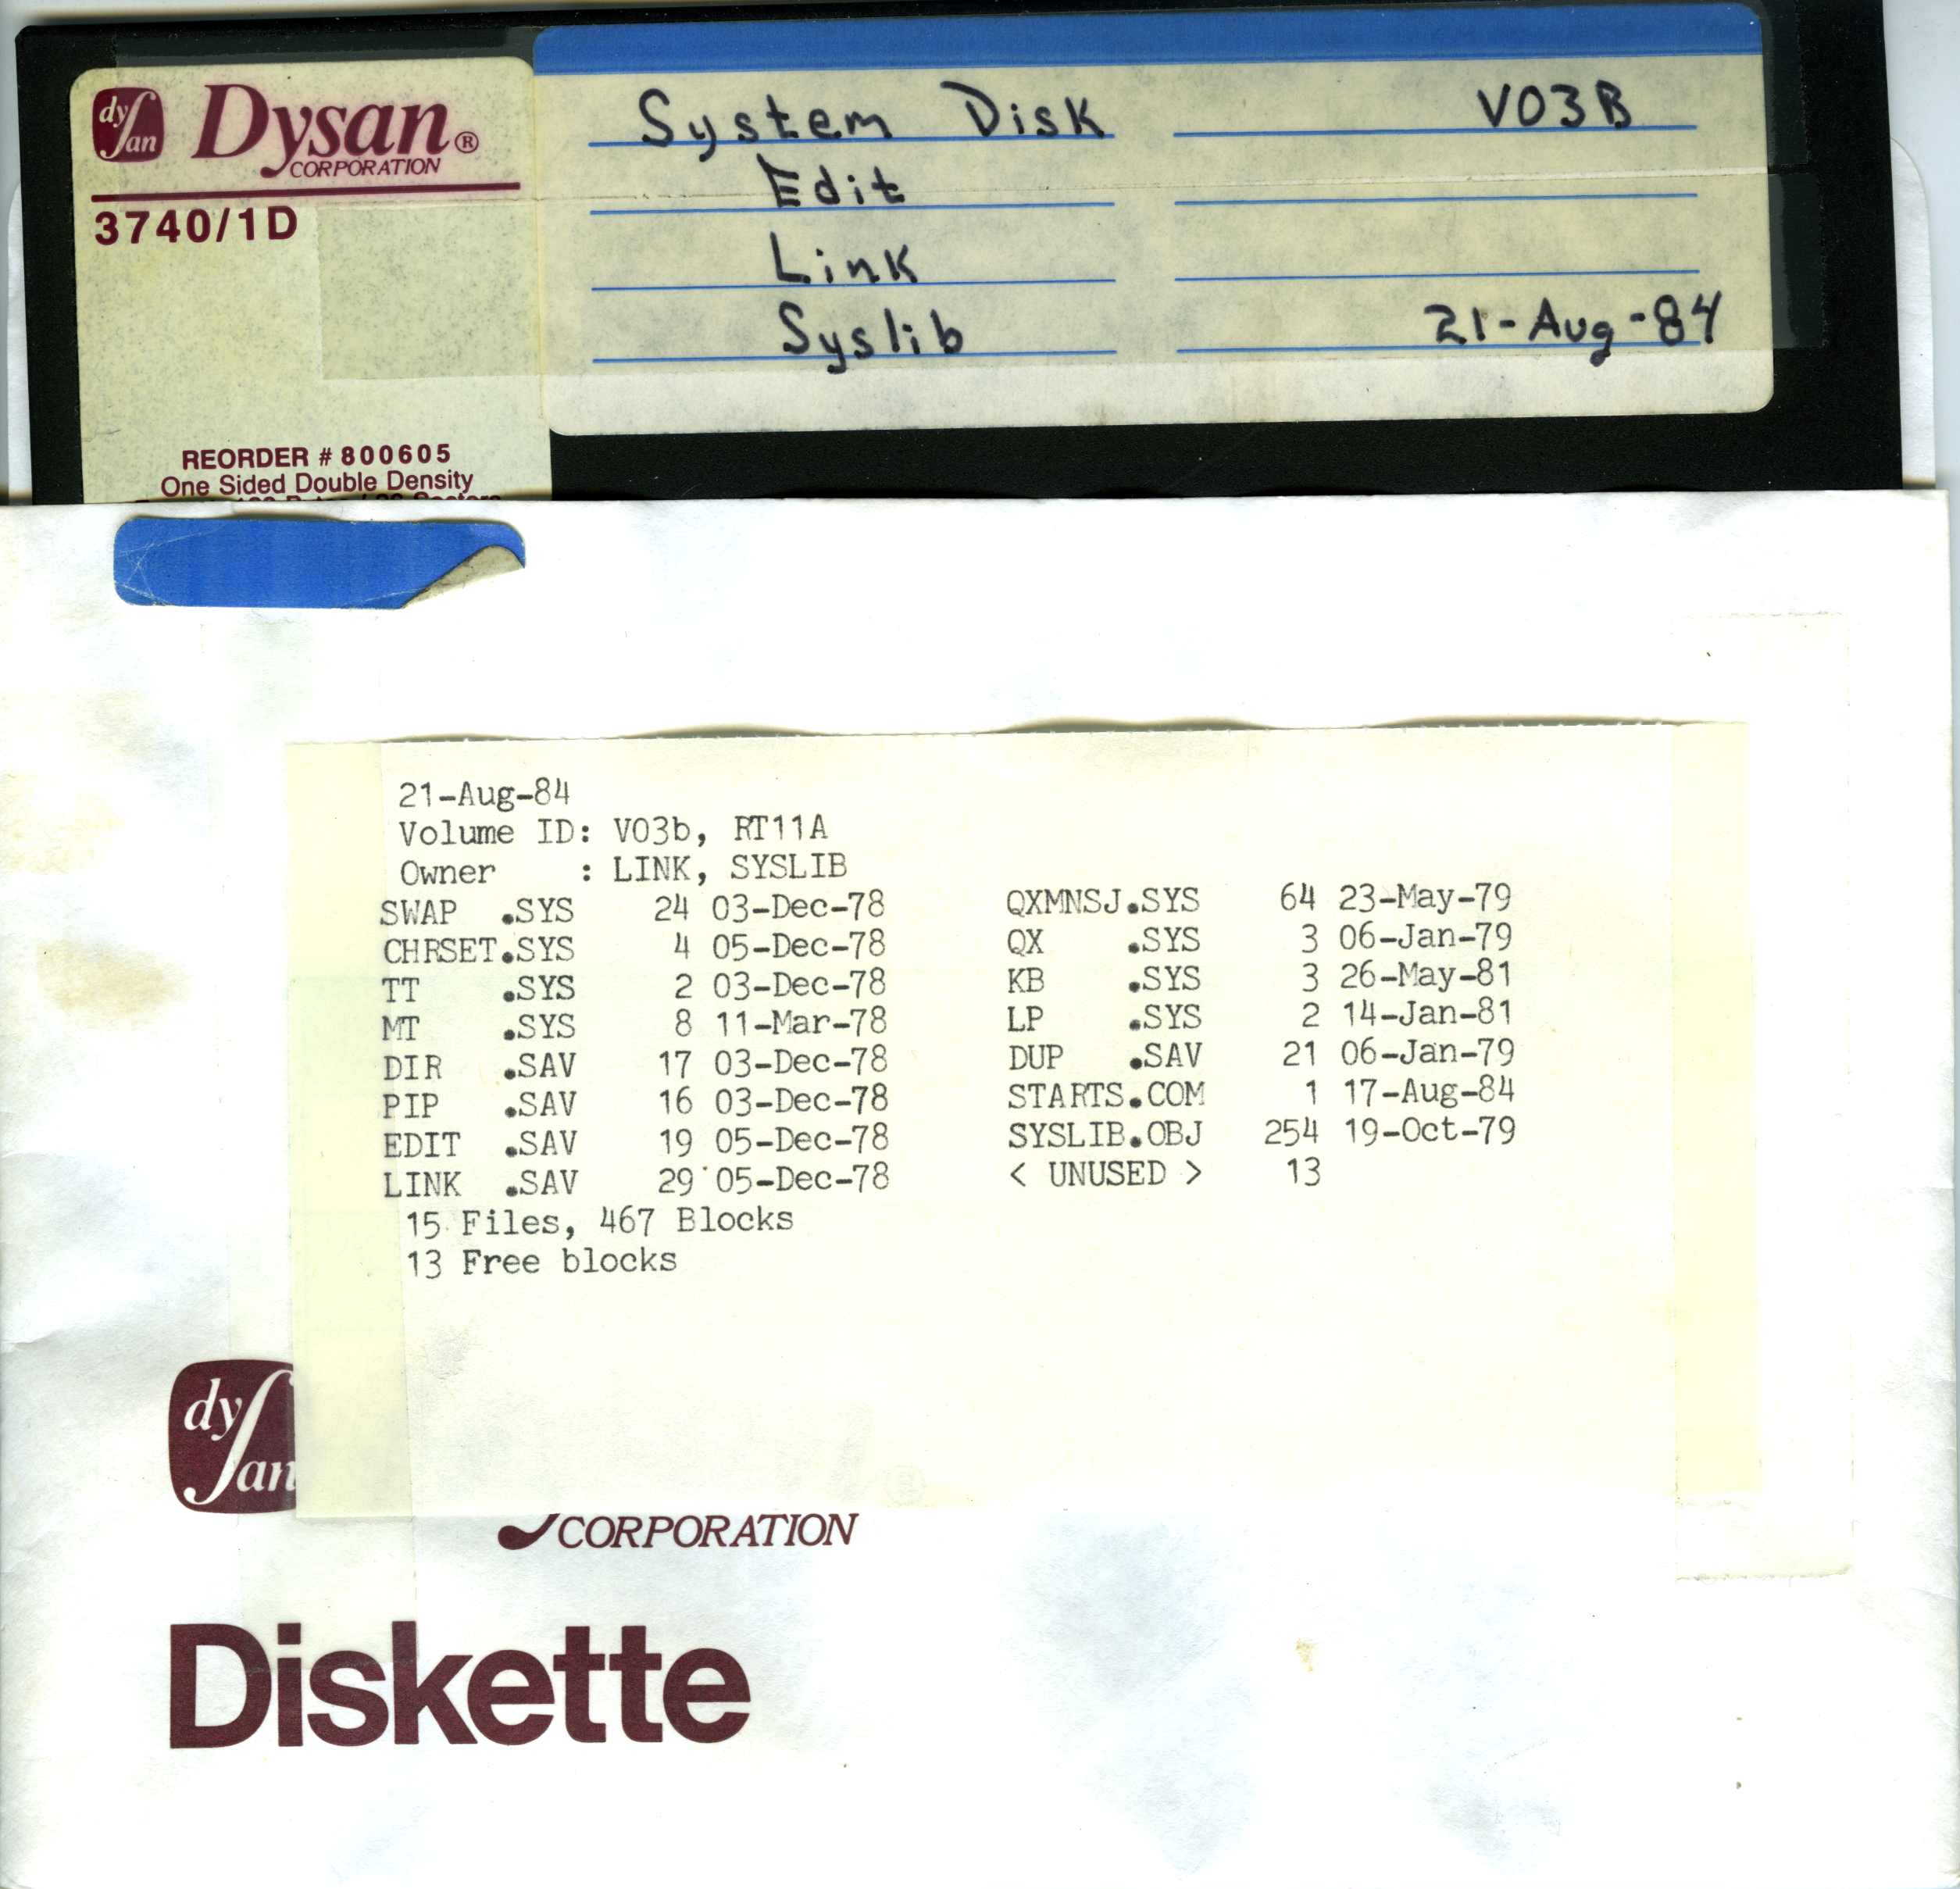 dysan Dysan®
CORPORATION
3740/1D
System Disk V03B
Edit
Link
Syslib 21-Aug-84
REORDER # 800605
One Sided Double Density
21-Aug-84
Volume ID: V03b, RT11A
Owner : LINK, SYSLIB
SWAP .SYS 24 03-Dec-78 QXMNSJ.SYS 64 23-May-79
CHRSET.SYS 4 05-Dec-78 QX .SYS 3 06-Jan-79
TT .SYS 2 03-Dec-78 KB .SYS 3 26-May-81
MT .SYS 8 11-Mar-78 LP .SYS 2 14-Jan-81
DIR .SAV 17 03-Dec-78 DUP .SAV 21 06-Jan-79
PIP .SAV 16 03-Dec-78 STARTS.COM 1 17-Aug-84
EDIT .SAV 19 05-Dec-78 SYSLIB.OBJ 254 19-Oct-79
LINK .SAV 29 05-Dec-78 < UNUSED > 13
15 Files, 467 Blocks
13 Free blocks
dysan
CORPORATION
Diskette